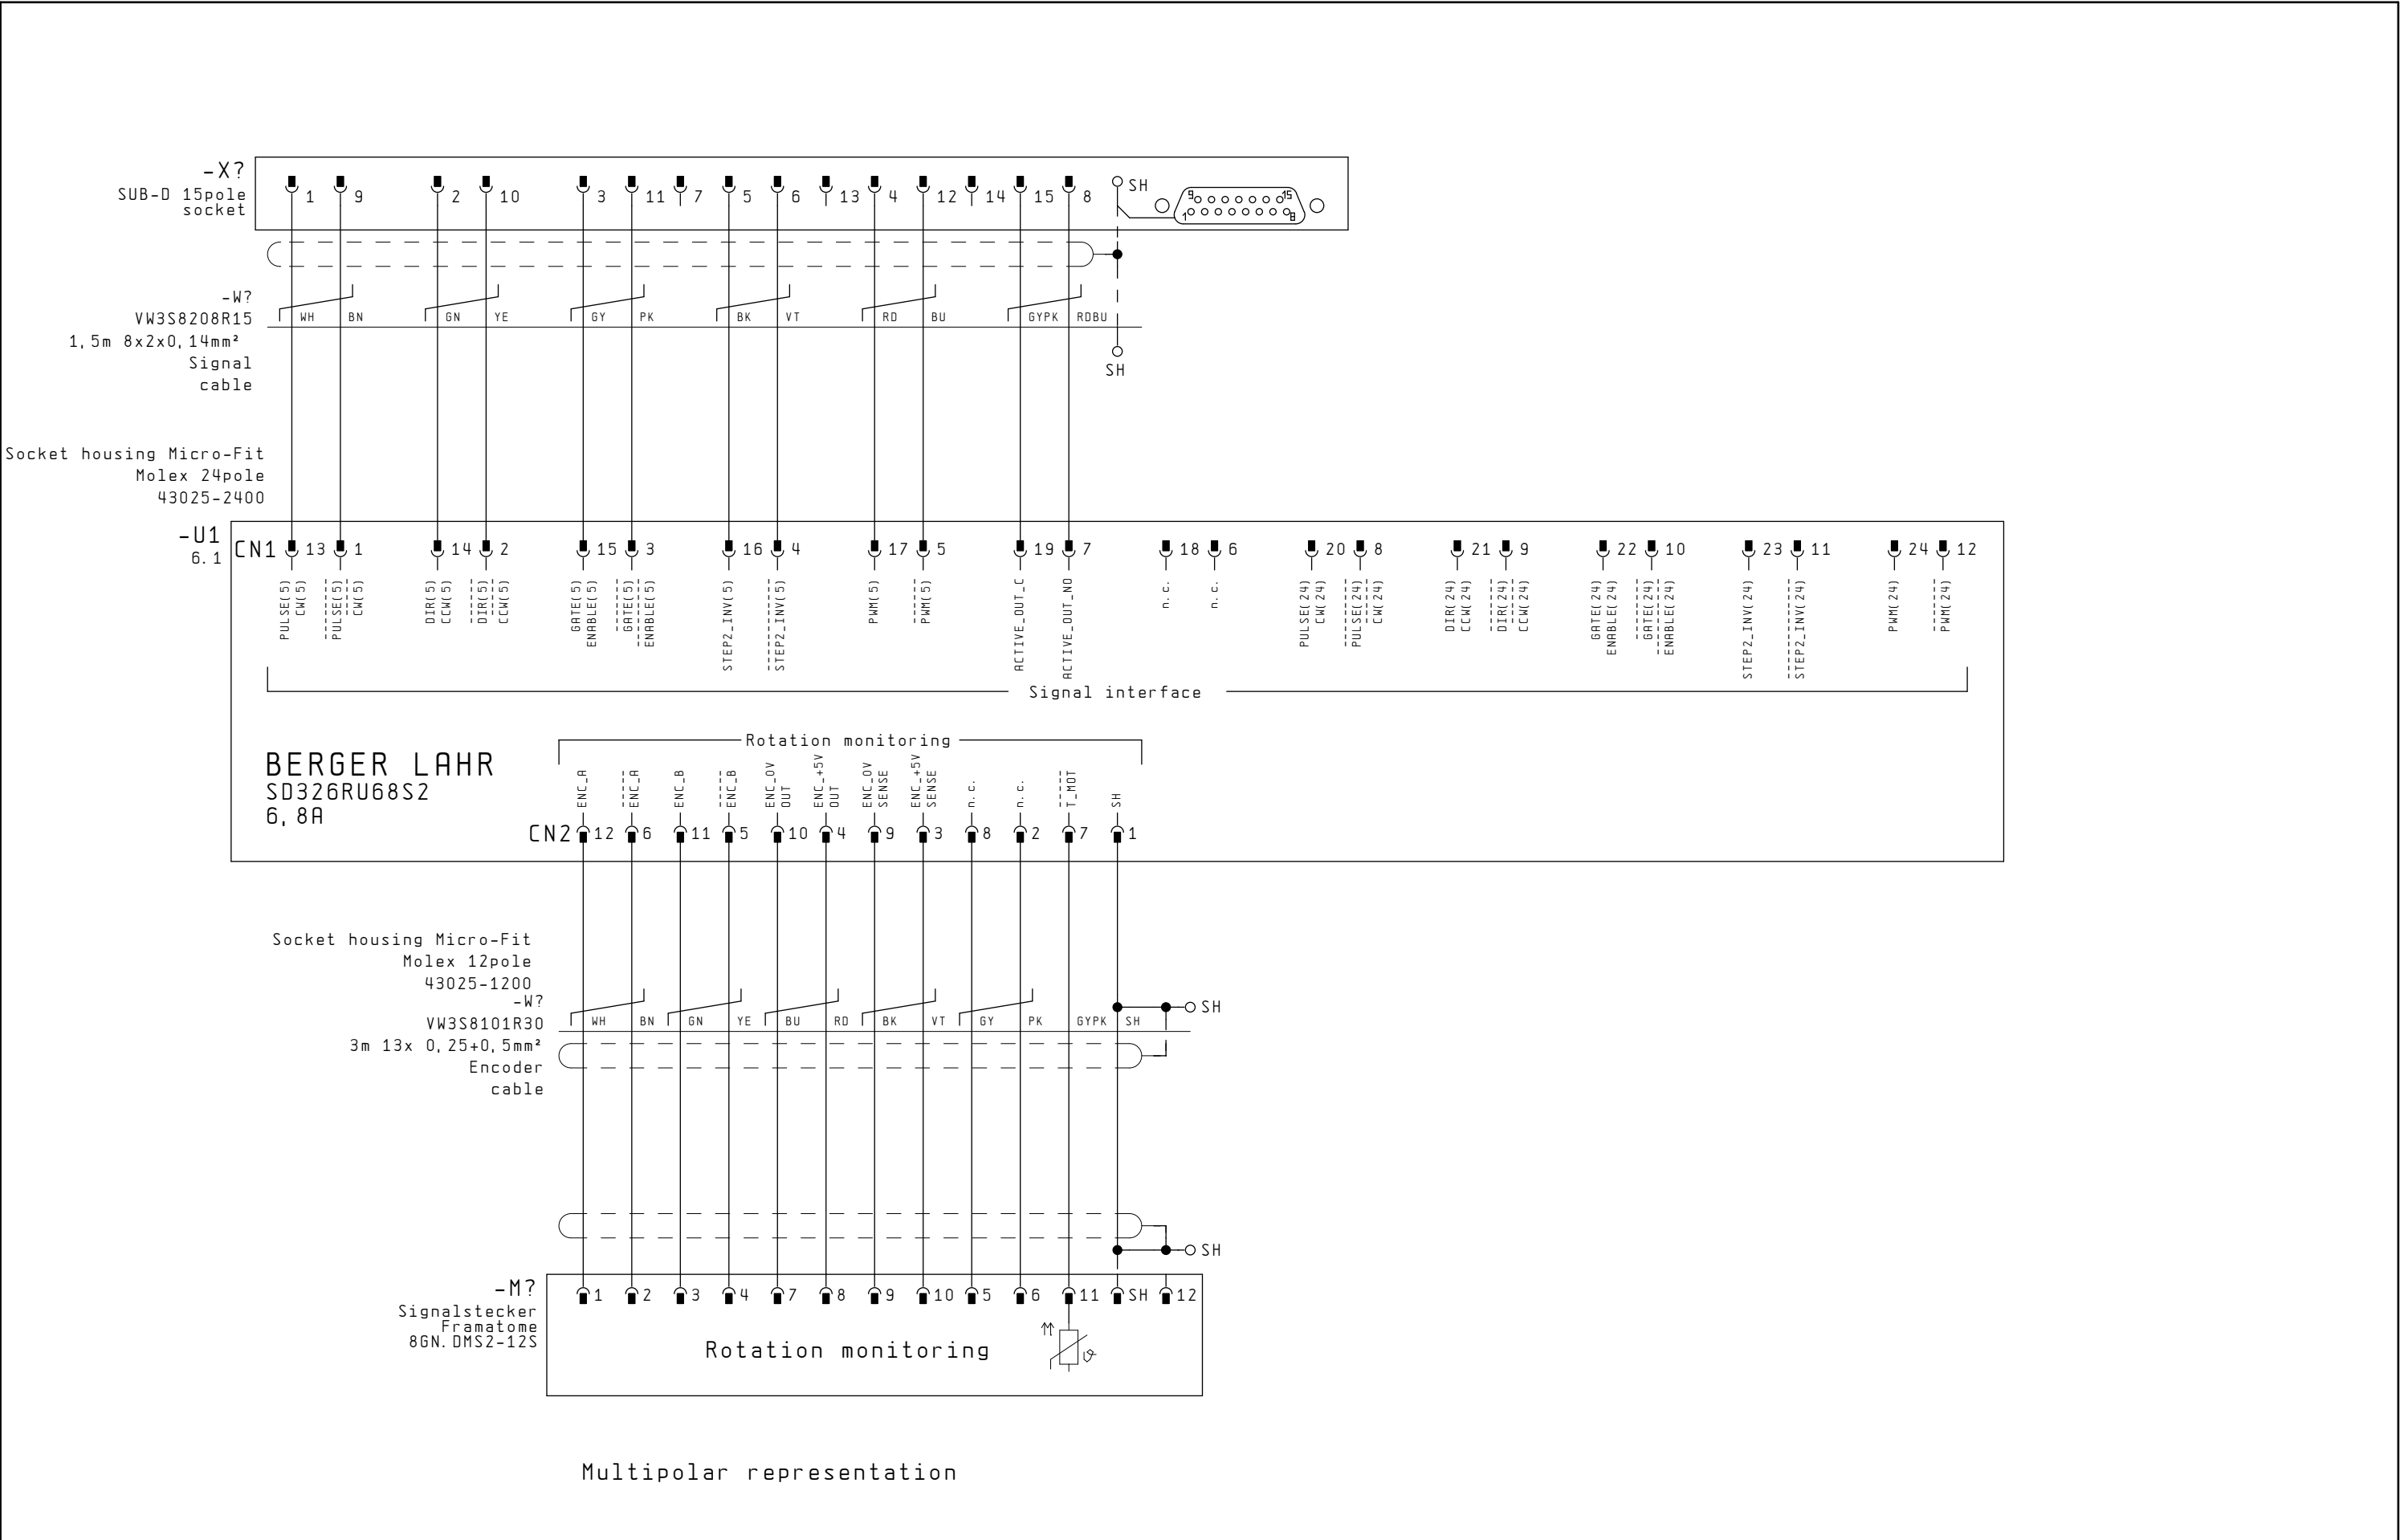 -X?
SUB-D 15pole
socket
1 9 2 10 3 11 7 5 6 13 4 12 14 15 8 SH
9 15
1 8
-W?
VW3S8208R15
1,5m 8x2x0,14mm²
Signal
cable
WH BN GN YE GY PK BK VT RD BU GYPK RDBU
SH
Socket housing Micro-Fit
Molex 24pole
43025-2400
-U1
6.1
CN1 13 1 14 2 15 3 16 4 17 5 19 7 18 6 20 8 21 9 22 10 23 11 24 12
PULSE(5)
CW(5)
PULSE(5)
CW(5)
DIR(5)
CCW(5)
DIR(5)
CCW(5)
GATE(5)
ENABLE(5)
GATE(5)
ENABLE(5)
STEP2_INV(5)
STEP2_INV(5)
PWM(5)
PWM(5)
ACTIVE_OUT_C
ACTIVE_OUT_NO
n.c.
n.c.
PULSE(24)
CW(24)
PULSE(24)
CW(24)
DIR(24)
CCW(24)
DIR(24)
CCW(24)
GATE(24)
ENABLE(24)
GATE(24)
ENABLE(24)
STEP2_INV(24)
STEP2_INV(24)
PWM(24)
PWM(24)
Signal interface
BERGER LAHR
SD326RU68S2
6,8A
Rotation monitoring
ENC_A
ENC_A
ENC_B
ENC_B
ENC_0V
OUT
ENC_+5V
OUT
ENC_0V
SENSE
ENC_+5V
SENSE
n.c.
n.c.
T_MOT
SH
CN2 12 6 11 5 10 4 9 3 8 2 7 1
Socket housing Micro-Fit
Molex 12pole
43025-1200
-W?
VW3S8101R30
3m 13x 0,25+0,5mm²
Encoder
cable
SH
WH BN GN YE BU RD BK VT GY PK GYPK SH
SH
-M?
Signalstecker
Framatome
8GN.DMS2-12S
1 2 3 4 7 8 9 10 5 6 11 SH 12
Rotation monitoring
ϑ
Multipolar representation